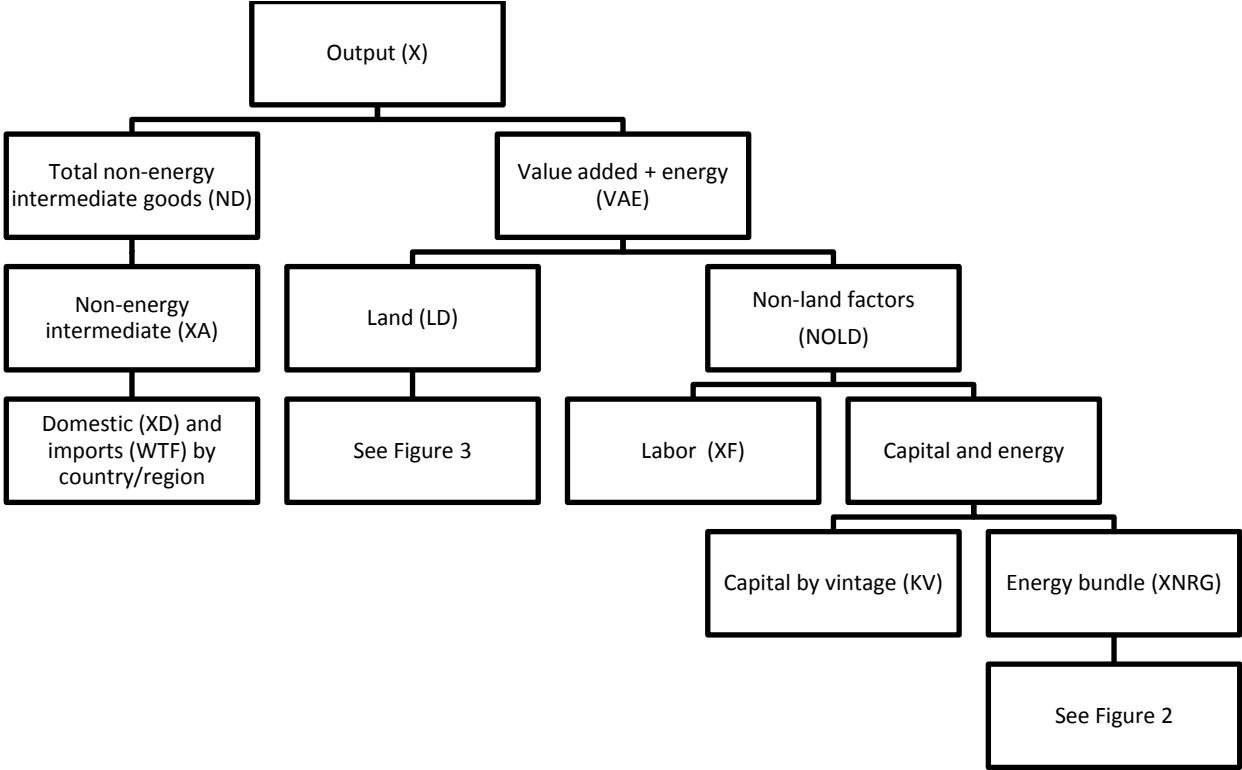 Output (X)
Total non-energy
intermediate goods (ND)
Value added + energy
(VAE)
Non-energy
intermediate (XA)
Land (LD)
Non-land factors
(NOLD)
Domestic (XD) and
imports (WTF) by
country/region
See Figure 3
Labor (XF)
Capital and energy
Capital by vintage (KV)
Energy bundle (XNRG)
See Figure 2